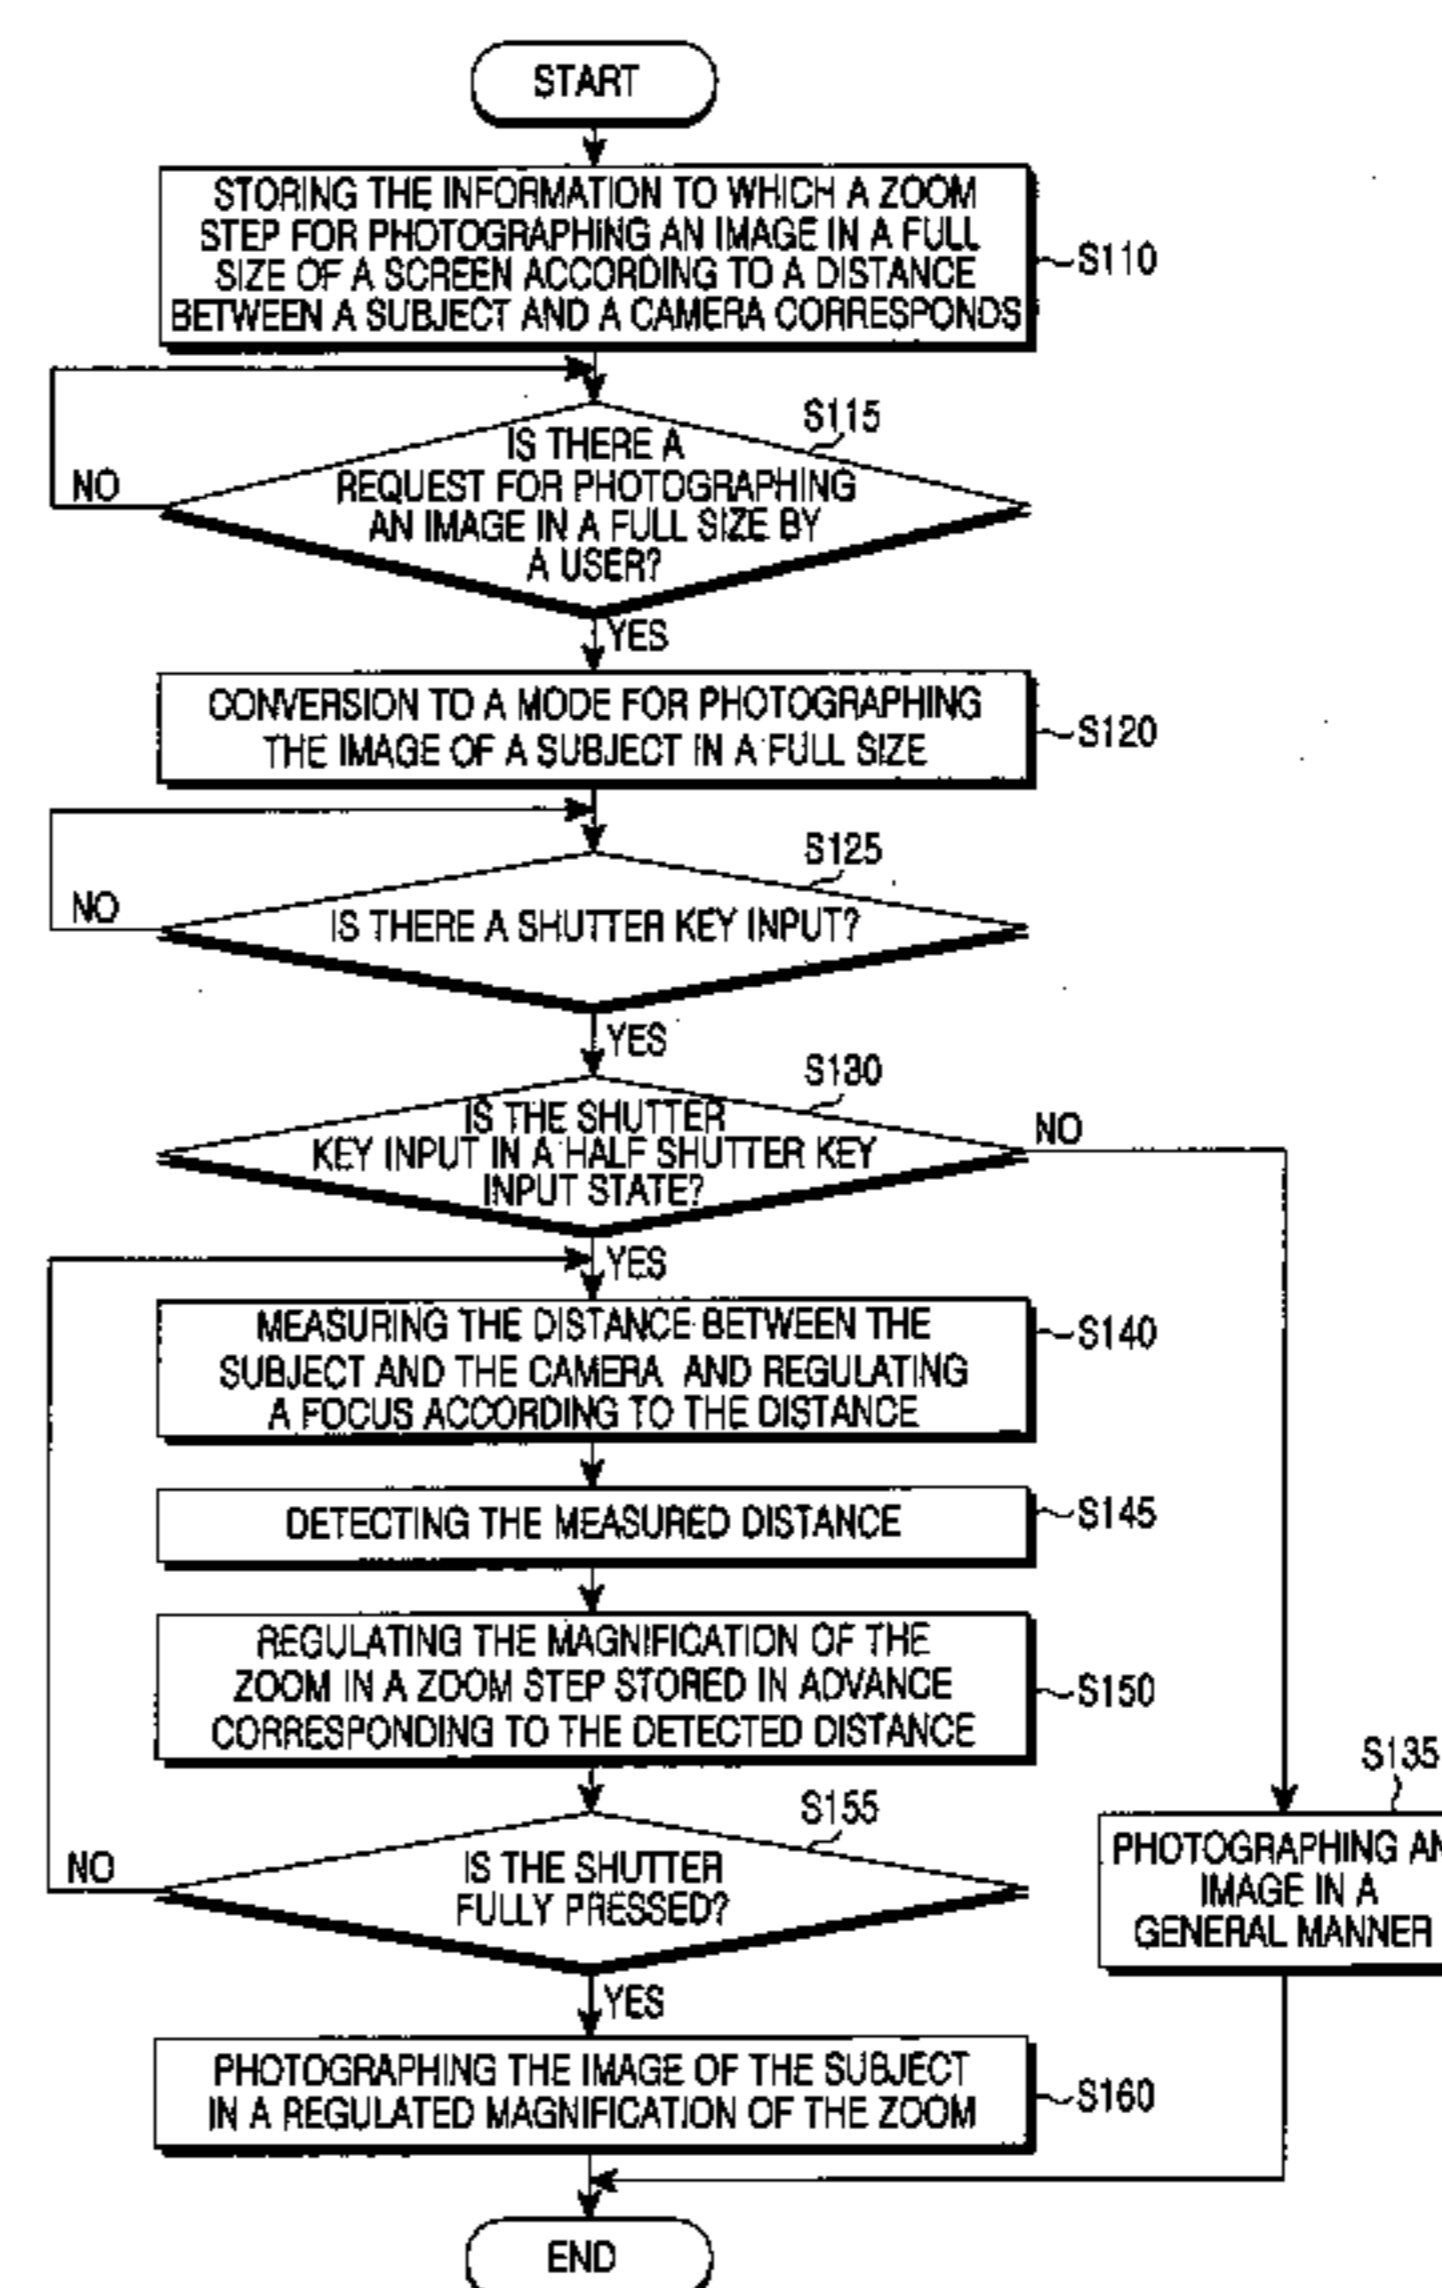 START
STORING THE INFORMATION TO WHICH A ZOOM
STEP FOR PHOTOGRAPHING AN IMAGE IN A FULL
SIZE OF A SCREEN ACCORDING TO A DISTANCE
BETWEEN A SUBJECT AND A CAMERA CORRESPONDS
S110
S115
IS THERE A
REQUEST FOR PHOTOGRAPHING
AN IMAGE IN A FULL SIZE BY
A USER?
NO
YES
CONVERSION TO A MODE FOR PHOTOGRAPHING
THE IMAGE OF A SUBJECT IN A FULL SIZE
S120
S125
IS THERE A SHUTTER KEY INPUT?
NO
YES
S130
IS THE SHUTTER
KEY INPUT IN A HALF SHUTTER KEY
INPUT STATE?
NO
YES
MEASURING THE DISTANCE BETWEEN THE
SUBJECT AND THE CAMERA AND REGULATING
A FOCUS ACCORDING TO THE DISTANCE
S140
DETECTING THE MEASURED DISTANCE
S145
REGULATING THE MAGNIFICATION OF THE
ZOOM IN A ZOOM STEP STORED IN ADVANCE
CORRESPONDING TO THE DETECTED DISTANCE
S150
S135
PHOTOGRAPHING AN
IMAGE IN A
GENERAL MANNER
S155
IS THE SHUTTER
FULLY PRESSED?
NO
YES
PHOTOGRAPHING THE IMAGE OF THE SUBJECT
IN A REGULATED MAGNIFICATION OF THE ZOOM
S160
END